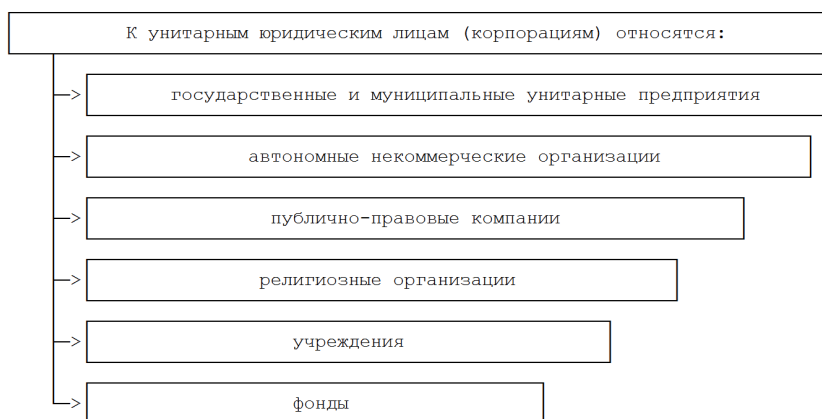 К унитарным юридическим лицам (корпорациям) относятся:
государственные и муниципальные унитарные предприятия
автономные некоммерческие организации
публично-правовые компании
религиозные организации
учреждения
фонды